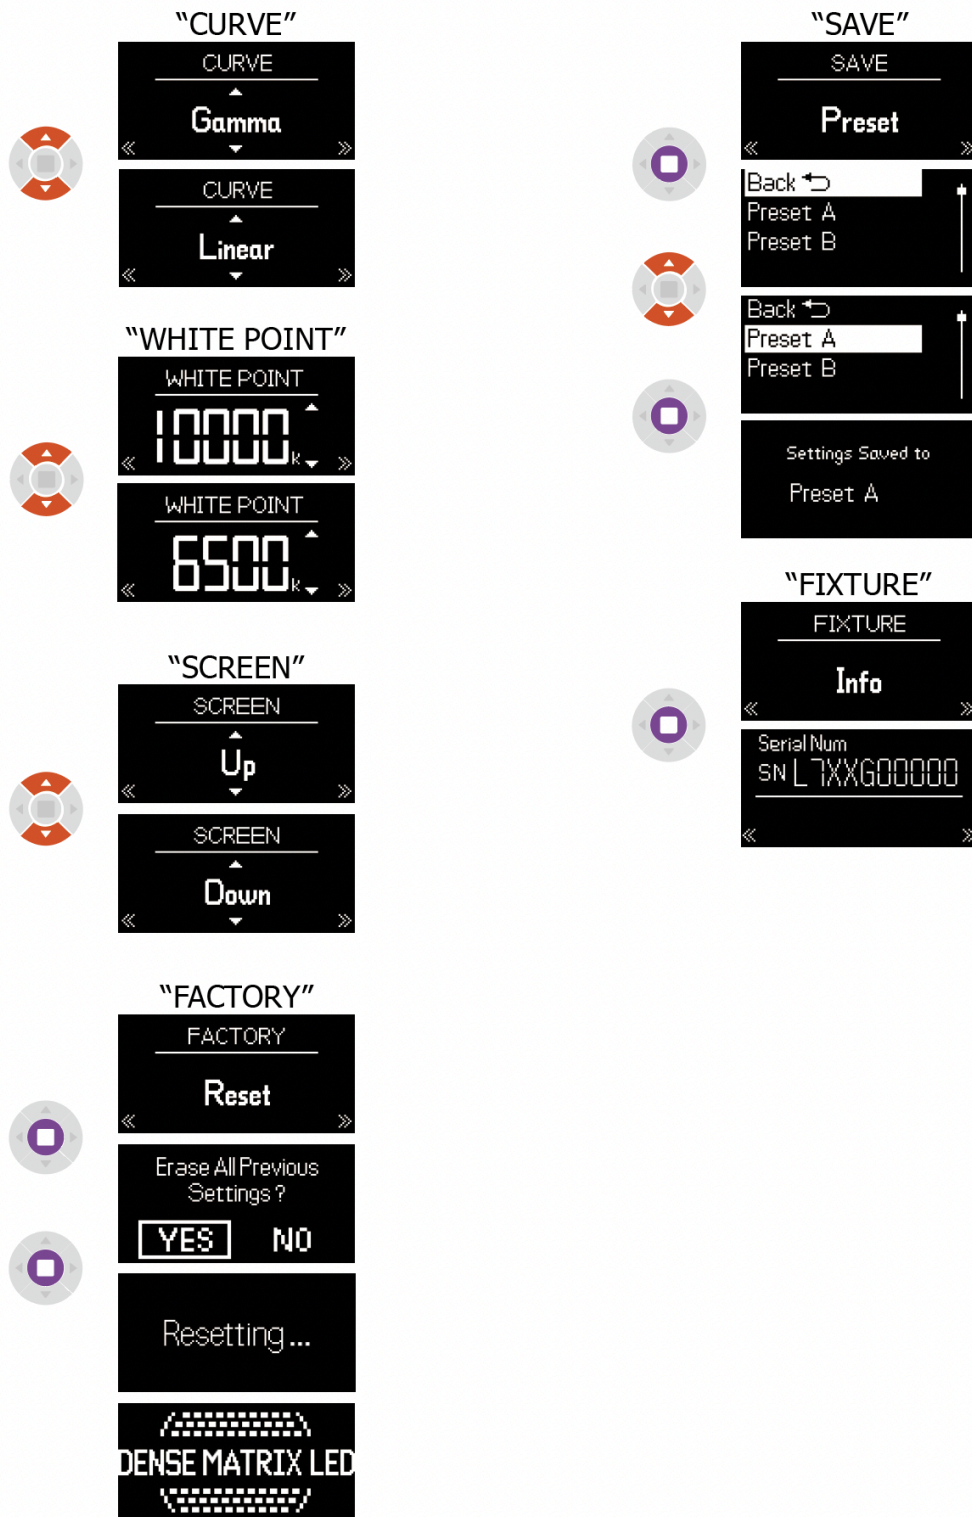 “CURVE”
CURVE
Gamma
CURVE
Linear
“WHITE POINT”
WHITE POINT
10000K
WHITE POINT
6500K
“SCREEN”
SCREEN
Up
SCREEN
Down
“FACTORY”
FACTORY
Reset
Erase All Previous
Settings ?
YES NO
Resetting...
DENSE MATRIX LED
“SAVE”
SAVE
Preset
Back
Preset A
Preset B
Back
Preset A
Preset B
Settings Saved to
Preset A
“FIXTURE”
FIXTURE
Info
Serial Num
SN L7XXG00000